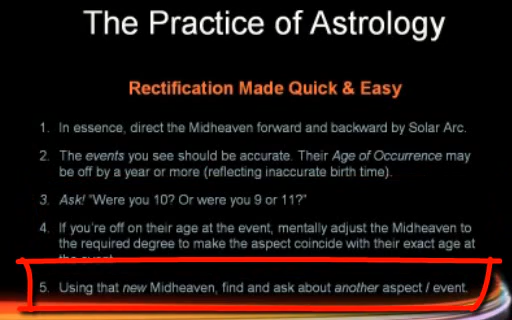 The Practice of Astrology
Rectification Made Quick & Easy
1. In essence, direct the Midheaven forward and backward by Solar Arc.
2. The events you see should be accurate. Their Age of Occurrence may
be off by a year or more (reflecting inaccurate birth time).
3. Ask! "Were you 10? Or were you 9 or 11?"
4. If you're off on their age at the event, mentally adjust the Midheaven to
the required degree to make the aspect coincide with their exact age at
the event.
5. Using that new Midheaven, find and ask about another aspect / event.